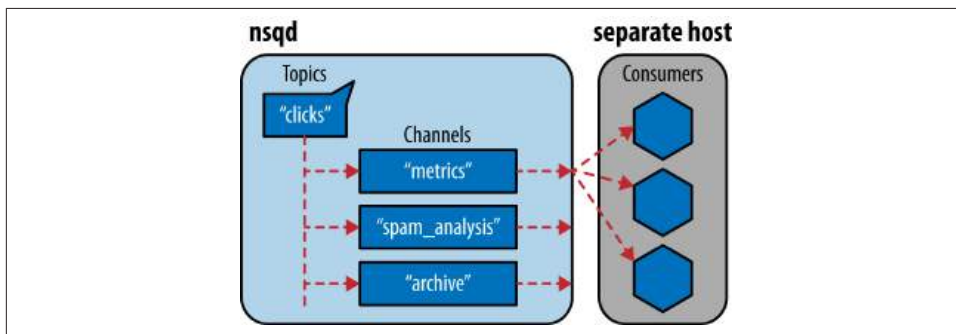 nsqd
separate host
Topics
“clicks”
Channels
“metrics”
“spam_analysis”
“archive”
Consumers